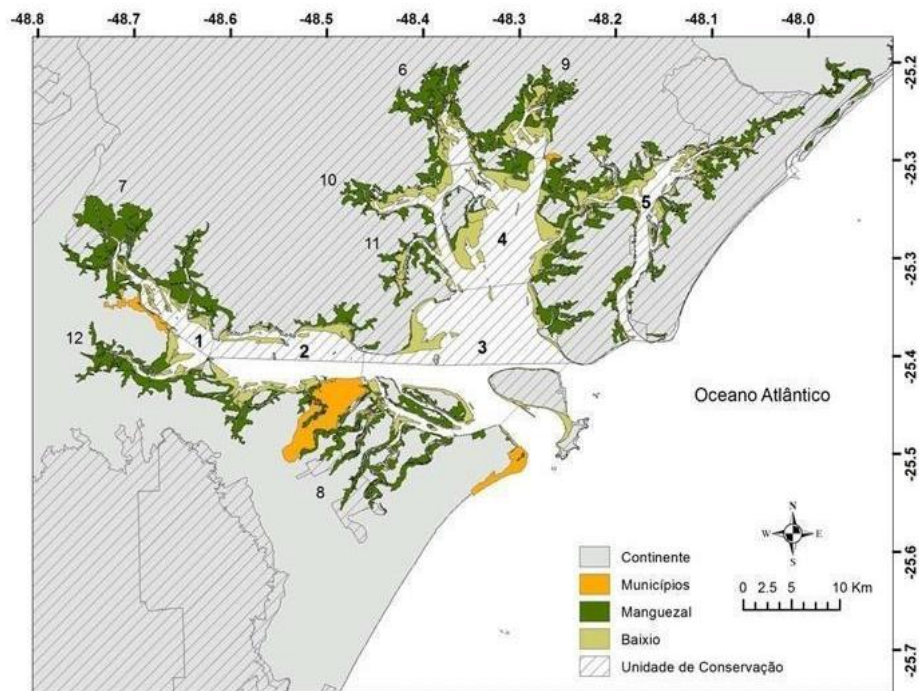 -48.8 -48.7 -48.6 -48.5 -48.4 -48.3 -48.2 -48.1 -48.0
-25.2
6
9
-25.3
7
10
5
11
4
-25.3
12
1
2
3
-25.4
Oceano Atlântico
8
-25.5
N
W E
S
-25.6
Continente
Municípios
0 2.5 5 10 Km
Manguezal
Baixio
Unidade de Conservação
-25.7